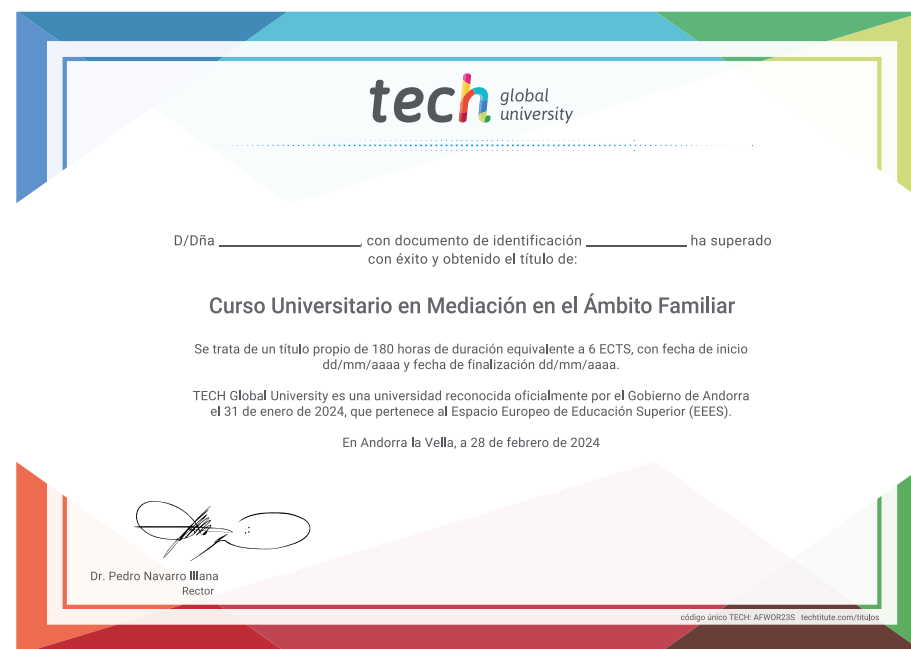 tech global university
D/Dña ____________________, con documento de identificación ______________ ha superado
con éxito y obtenido el título de:
Curso Universitario en Mediación en el Ámbito Familiar
Se trata de un título propio de 180 horas de duración equivalente a 6 ECTS, con fecha de inicio
dd/mm/aaaa y fecha de finalización dd/mm/aaaa.
TECH Global University es una universidad reconocida oficialmente por el Gobierno de Andorra
el 31 de enero de 2024, que pertenece al Espacio Europeo de Educación Superior (EEES).
En Andorra la Vella, a 28 de febrero de 2024
Dr. Pedro Navarro Illana
Rector
código único TECH: AFWOR23S techtitute.com/titulos